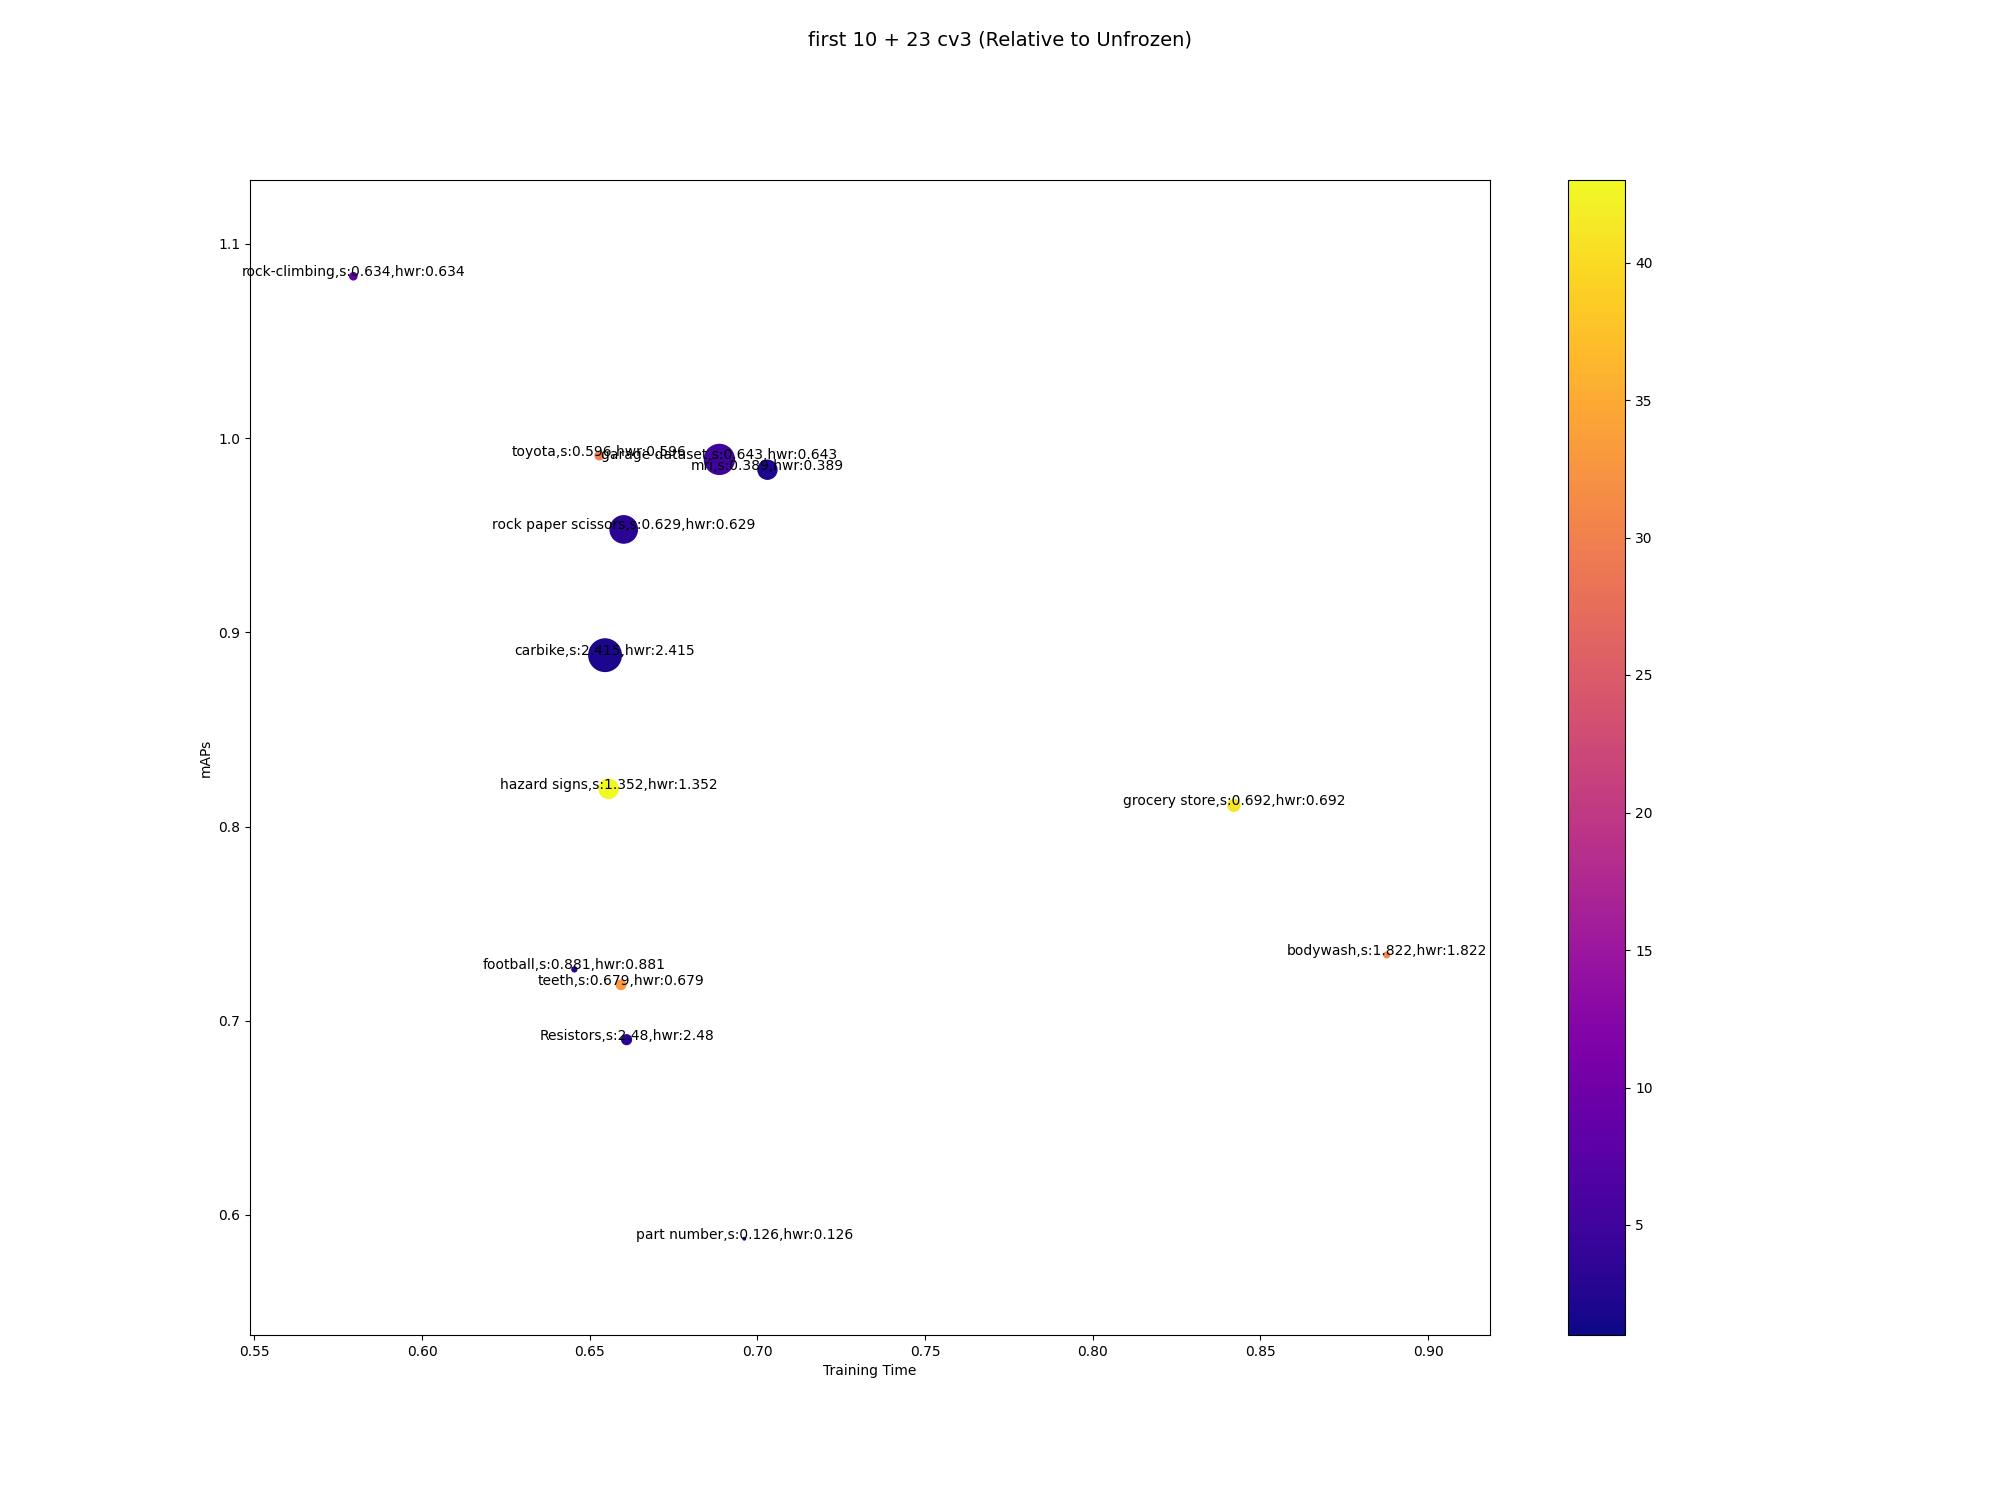 first 10 + 23 cv3 (Relative to Unfrozen)
1.1
1.0
0.9
0.8
0.7
0.6
mAPs
rock-climbing,s:0.634,hwr:0.634
toyota,s:0.596,hwr:0.596
garage dataset,s:0.643,hwr:0.643
s:0.389,hwr:0.389
rock paper scissors,s:0.629,hwr:0.629
carbike,s:2.415,hwr:2.415
hazard signs,s:1.352,hwr:1.352
grocery store,s:0.692,hwr:0.692
bodywash,s:1.822,hwr:1.822
football,s:0.881,hwr:0.881
teeth,s:0.679,hwr:0.679
Resistors,s:2.48,hwr:2.48
part number,s:0.126,hwr:0.126
0.55 0.60 0.65 0.70 0.75 0.80 0.85 0.90
Training Time
40
35
30
25
20
15
10
5